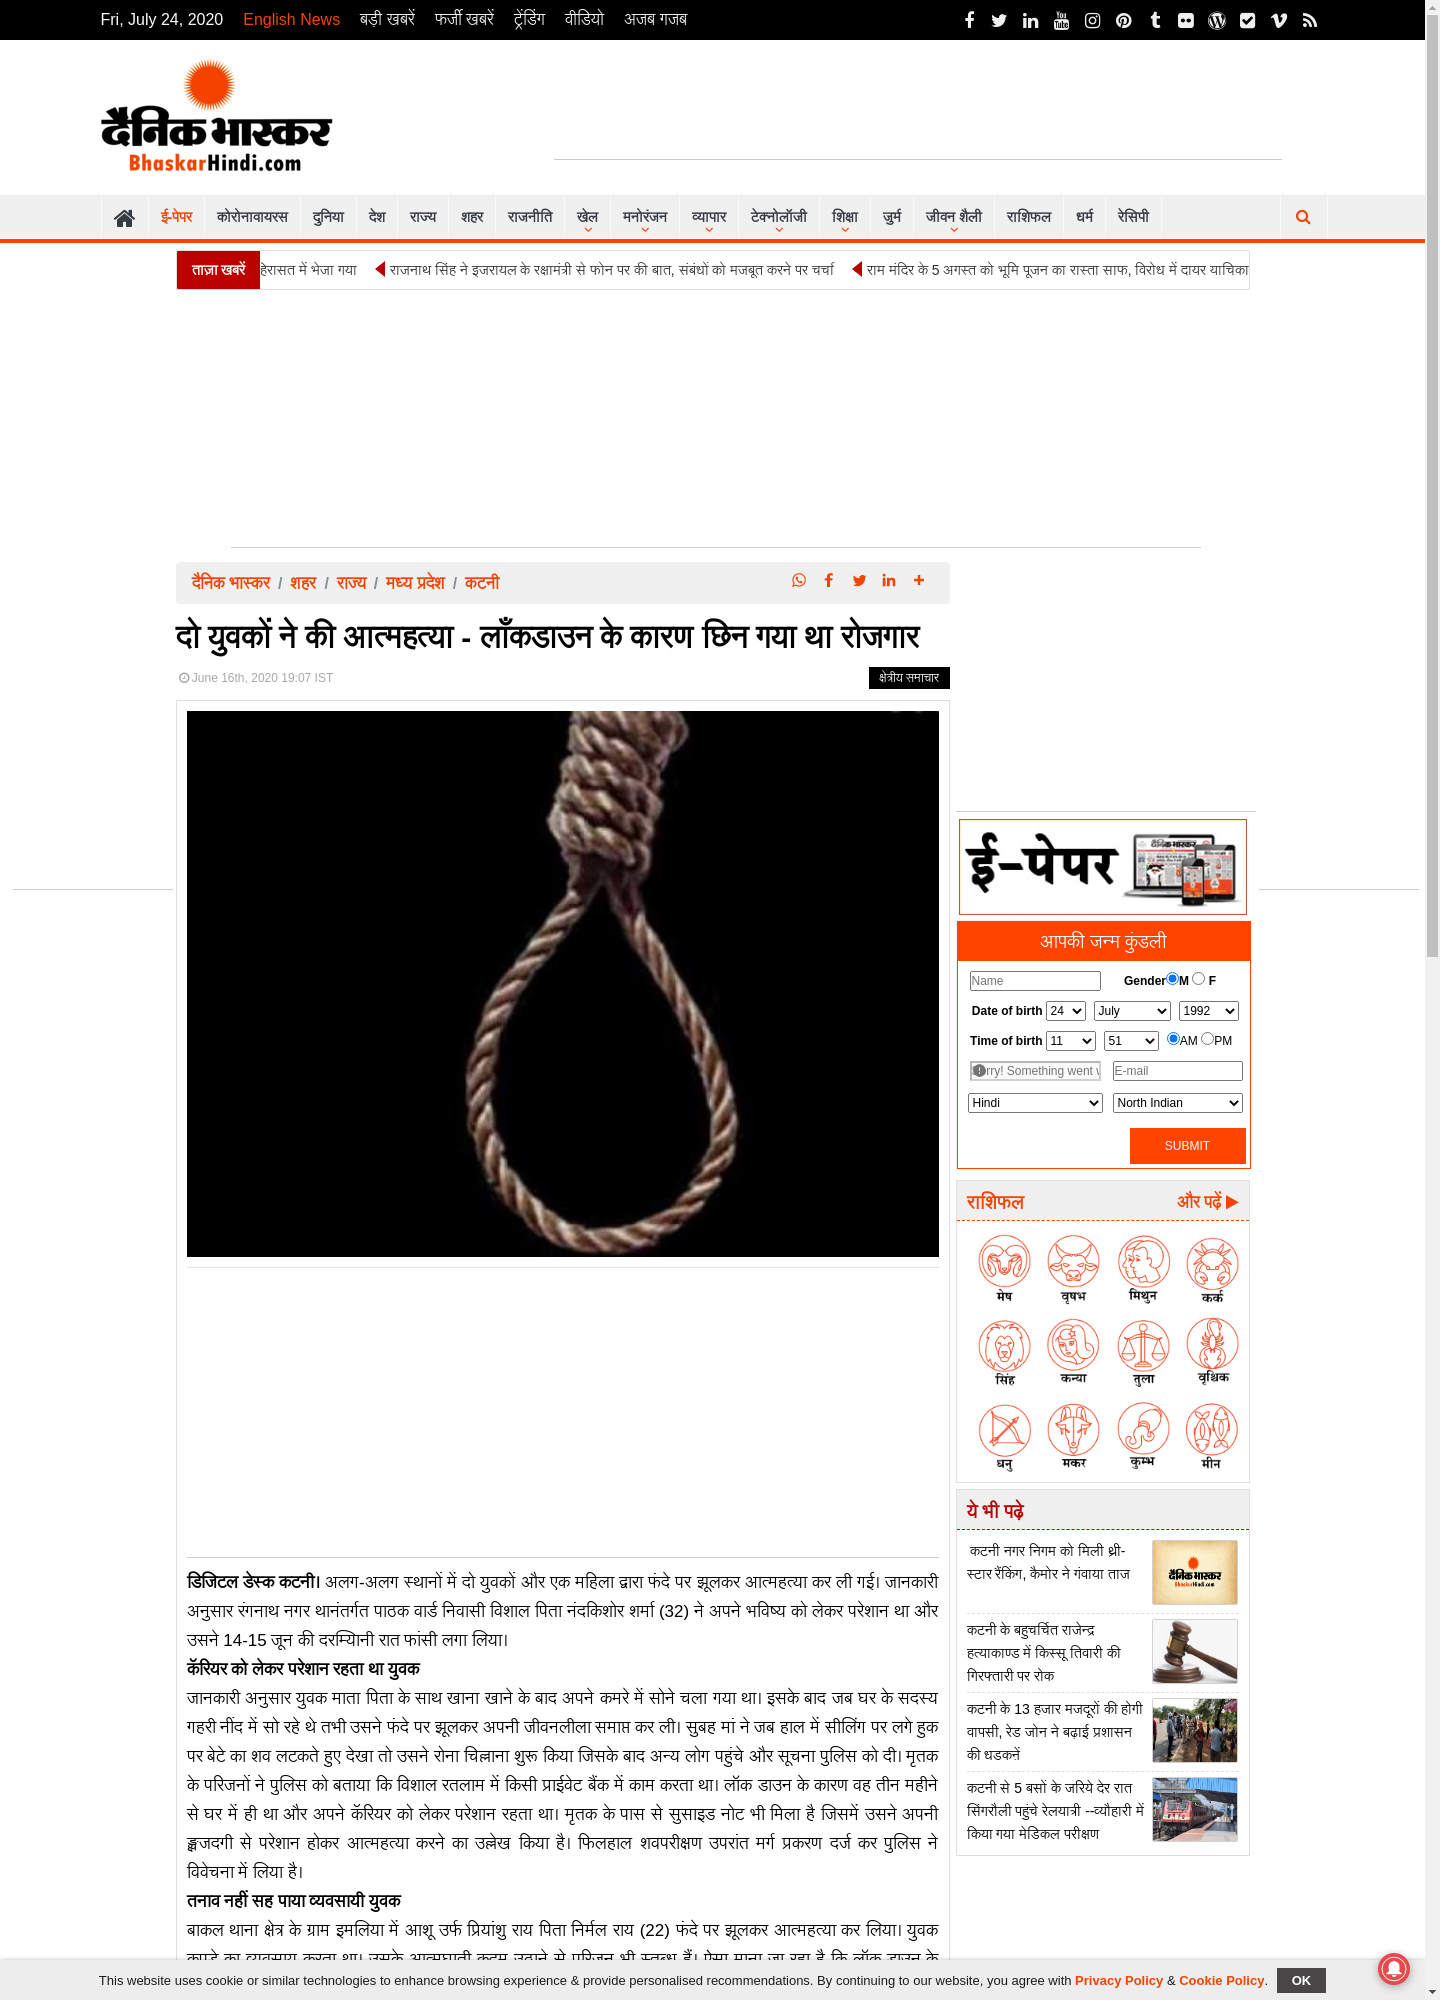 Fri, July 24, 2020 English News बड़ी खबरें फर्जी खबरें ट्रेंडिंग वीडियो अजब गजब
दैनिक भास्कर
BhaskarHindi.com
ई-पेपर कोरोनावायरस दुनिया देश राज्य शहर राजनीति खेल मनोरंजन व्यापार टेक्नोलॉजी शिक्षा जुर्म जीवन शैली राशिफल धर्म रेसिपी
ताज़ा खबरें हिरासत में भेजा गया राजनाथ सिंह ने इजरायल के रक्षामंत्री से फोन पर की बात, संबंधों को मजबूत करने पर चर्चा राम मंदिर के 5 अगस्त को भूमि पूजन का रास्ता साफ, विरोध में दायर याचिका
दैनिक भास्कर / शहर / राज्य / मध्य प्रदेश / कटनी
दो युवकों ने की आत्महत्या - लॉंकडाउन के कारण छिन गया था रोजगार
June 16th, 2020 19:07 IST
क्षेत्रीय समाचार
डिजिटल डेस्क कटनी। अलग-अलग स्थानों में दो युवकों और एक महिला द्वारा फंदे पर झूलकर आत्महत्या कर ली गई। जानकारी
अनुसार रंगनाथ नगर थानंतर्गत पाठक वार्ड निवासी विशाल पिता नंदकिशोर शर्मा (32) ने अपने भविष्य को लेकर परेशान था और
उसने 14-15 जून की दरम्यिानी रात फांसी लगा लिया।
कॅरियर को लेकर परेशान रहता था युवक
जानकारी अनुसार युवक माता पिता के साथ खाना खाने के बाद अपने कमरे में सोने चला गया था। इसके बाद जब घर के सदस्य
गहरी नींद में सो रहे थे तभी उसने फंदे पर झूलकर अपनी जीवनलीला समाप्त कर ली। सुबह मां ने जब हाल में सीलिंग पर लगे हुक
पर बेटे का शव लटकते हुए देखा तो उसने रोना चिल्लाना शुरू किया जिसके बाद अन्य लोग पहुंचे और सूचना पुलिस को दी। मृतक
के परिजनों ने पुलिस को बताया कि विशाल रतलाम में किसी प्राईवेट बैंक में काम करता था। लॉक डाउन के कारण वह तीन महीने
से घर में ही था और अपने कॅरियर को लेकर परेशान रहता था। मृतक के पास से सुसाइड नोट भी मिला है जिसमें उसने अपनी
से परेशान होकर आत्महत्या करने का उल्लेख किया है। फिलहाल शवपरीक्षण उपरांत मर्ग प्रकरण दर्ज कर पुलिस ने
विवेचना में लिया है।
तनाव नहीं सह पाया व्यवसायी युवक
बाकल थाना क्षेत्र के ग्राम इमलिया में आशू उर्फ प्रियांशु राय पिता निर्मल राय (22) फंदे पर झूलकर आत्महत्या कर लिया। युवक
ई-पेपर
आपकी जन्म कुंडली
Name Gender M F
Date of birth 24 July 1992
Time of birth 11 51 AM PM
Something went E-mail
Hindi North Indian
SUBMIT
राशिफल और पढ़ें
मेष वृषभ मिथुन कर्क
सिंह कन्या तुला वृश्चिक
धनु मकर कुम्भ मीन
ये भी पढ़े
कटनी नगर निगम को मिली थ्री-
स्टार रैंकिंग, कैमोर ने गंवाया ताज
दैनिक भास्कर
BhaskarHindi.com
कटनी के बहुचर्चित राजेन्द्र
हत्याकाण्ड में किस्सू तिवारी की
गिरफ्तारी पर रोक
कटनी के 13 हजार मजदूरों की होगी
वापसी, रेड जोन ने बढ़ाई प्रशासन
की धडकनें
कटनी से 5 बसों के जरिये देर रात
सिंगरौली पहुंचे रेलयात्री --व्यौहारी में
किया गया मेडिकल परीक्षण
This website uses cookie or similar technologies to enhance browsing experience & provide personalised recommendations. By continuing to our website, you agree with Privacy Policy & Cookie Policy. OK